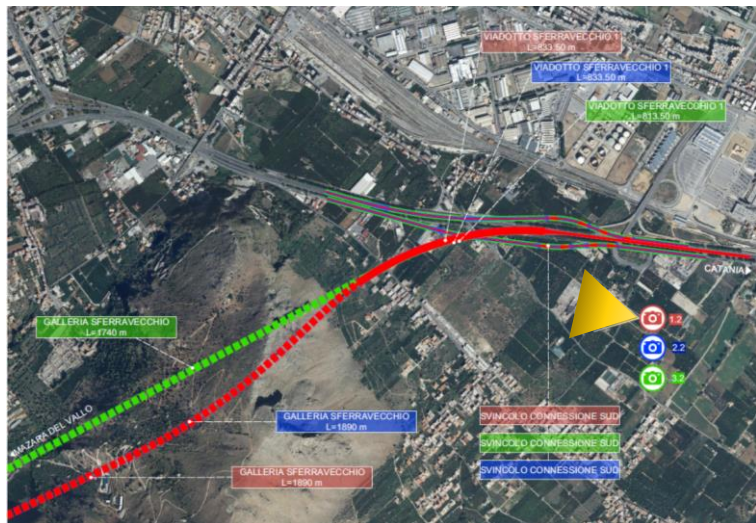 VIADOTTO SFERRAVECCHIO 1
L=833.50 m
VIADOTTO SFERRAVECCHIO 1
L=833.50 m
VIADOTTO SFERRAVECCHIO 1
L=813.50 m
CATANIA
GALLERIA SFERRAVECCHIO
L=1740 m
1.2
2.2
3.2
MAZARA DEL VALLO
GALLERIA SFERRAVECCHIO
L=1890 m
SVINCOLO CONNESSIONE SUD
SVINCOLO CONNESSIONE SUD
SVINCOLO CONNESSIONE SUD
GALLERIA SFERRAVECCHIO
L=1890 m